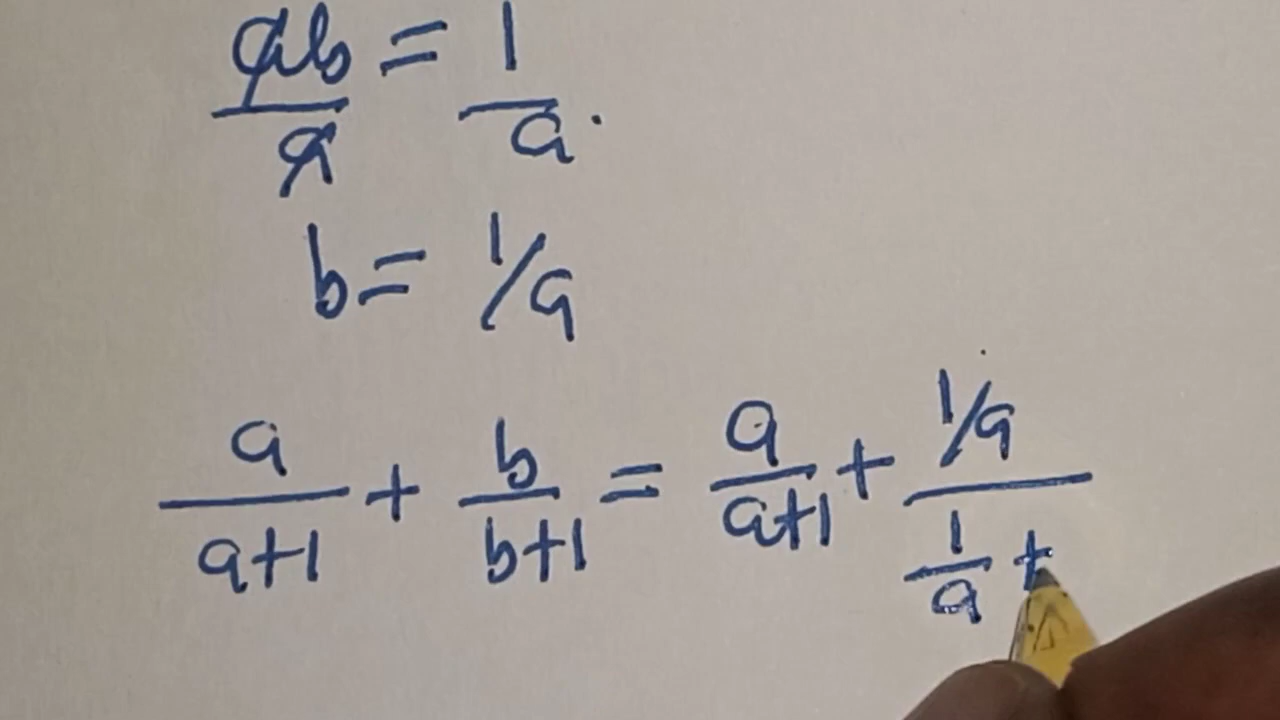 ab/a = 1/a.
b = 1/a
a/(a+1) + b/(b+1) = a/(a+1) + (1/a)/(1/a +